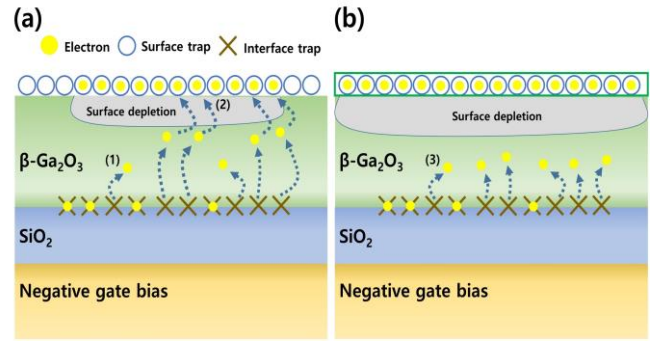 (a)
(b)
Electron
Surface trap
Interface trap
(2)
Surface depletion
β-Ga₂O₃
(1)
SiO₂
Negative gate bias
Surface depletion
β-Ga₂O₃
(3)
SiO₂
Negative gate bias